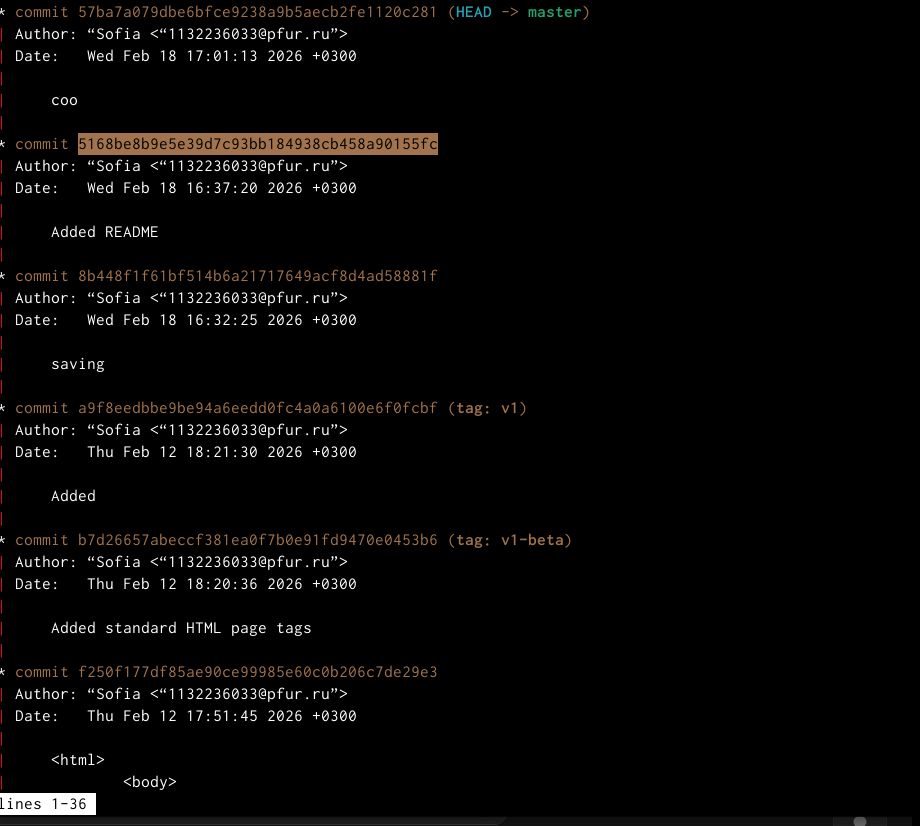 * commit 57ba7a079dbe6bfce9238a9b5aecb2fe1120c281 (HEAD -> master)
| Author: “Sofia <“1132236033@pfur.ru”>
| Date:   Wed Feb 18 17:01:13 2026 +0300
|
|     coo
|
* commit 5168be8b9e5e39d7c93bb184938cb458a90155fc
| Author: “Sofia <“1132236033@pfur.ru”>
| Date:   Wed Feb 18 16:37:20 2026 +0300
|
|     Added README
|
* commit 8b448f1f61bf514b6a21717649acf8d4ad58881f
| Author: “Sofia <“1132236033@pfur.ru”>
| Date:   Wed Feb 18 16:32:25 2026 +0300
|
|     saving
|
* commit a9f8eedbbe9be94a6eedd0fc4a0a6100e6f0fcbf (tag: v1)
| Author: “Sofia <“1132236033@pfur.ru”>
| Date:   Thu Feb 12 18:21:30 2026 +0300
|
|     Added
|
* commit b7d26657abeccf381ea0f7b0e91fd9470e0453b6 (tag: v1-beta)
| Author: “Sofia <“1132236033@pfur.ru”>
| Date:   Thu Feb 12 18:20:36 2026 +0300
|
|     Added standard HTML page tags
|
* commit f250f177df85ae90ce99985e60c0b206c7de29e3
| Author: “Sofia <“1132236033@pfur.ru”>
| Date:   Thu Feb 12 17:51:45 2026 +0300
|
|     <html>
|             <body>
lines 1-36